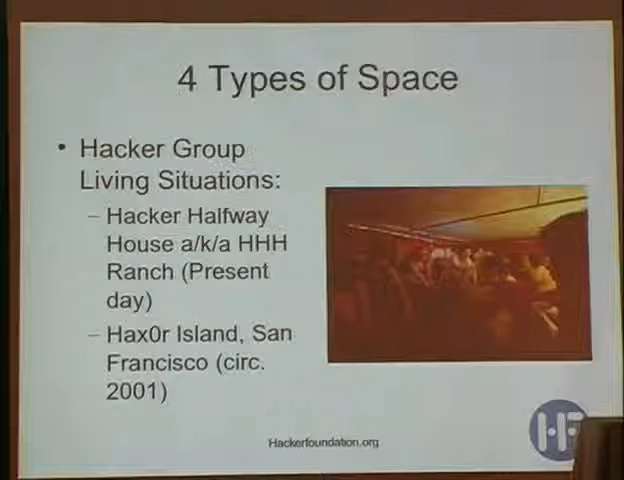 4 Types of Space
• Hacker Group
Living Situations:
– Hacker Halfway
House a/k/a HHH
Ranch (Present
day)
– Hax0r Island, San
Francisco (circ.
2001)
Hackerfoundation.org
HF